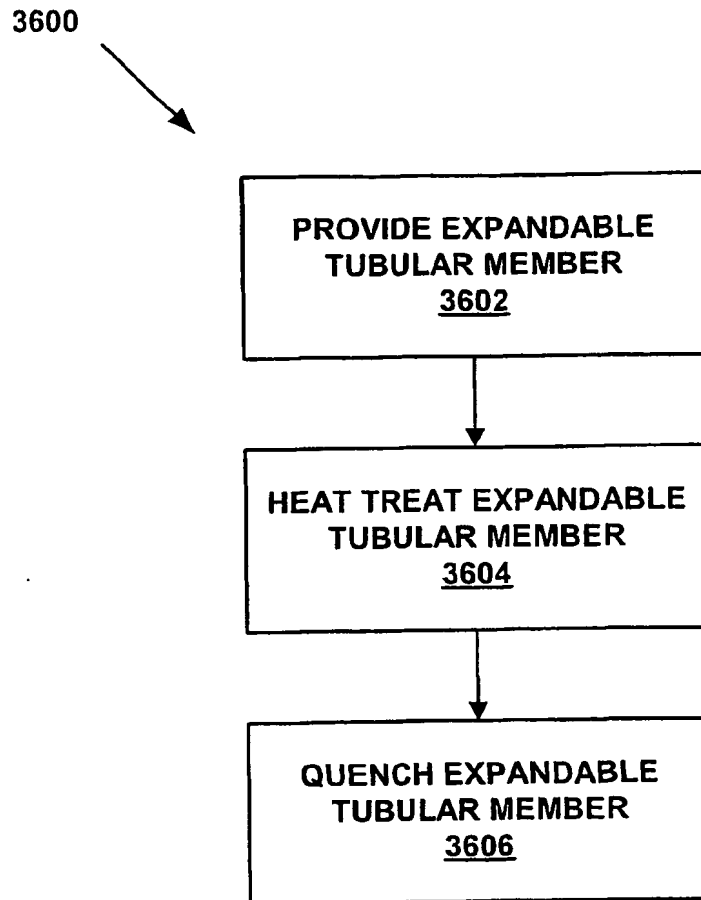 3600
PROVIDE EXPANDABLE
TUBULAR MEMBER
3602
HEAT TREAT EXPANDABLE
TUBULAR MEMBER
3604
QUENCH EXPANDABLE
TUBULAR MEMBER
3606